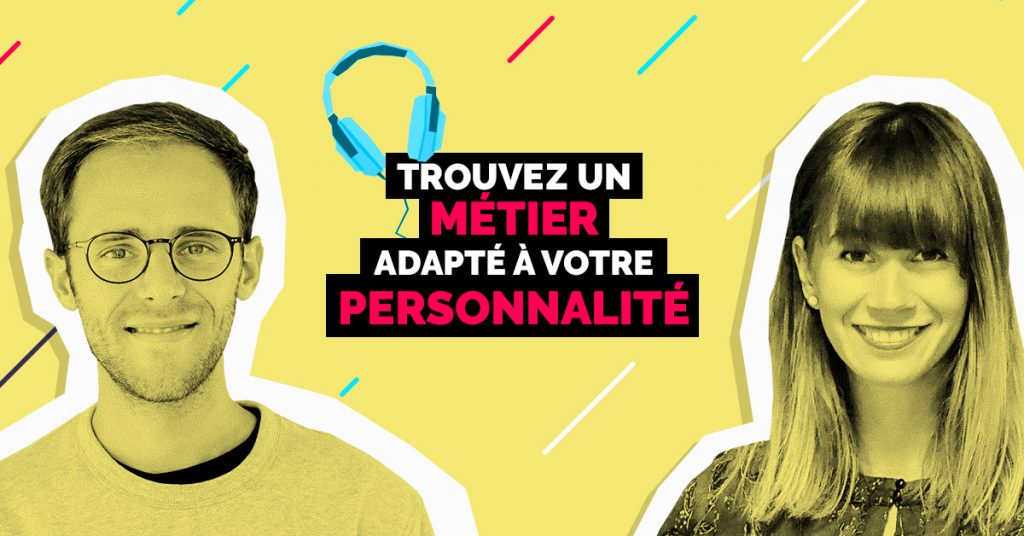 TROUVEZ UN
MÉTIER
ADAPTÉ À VOTRE
PERSONNALITÉ